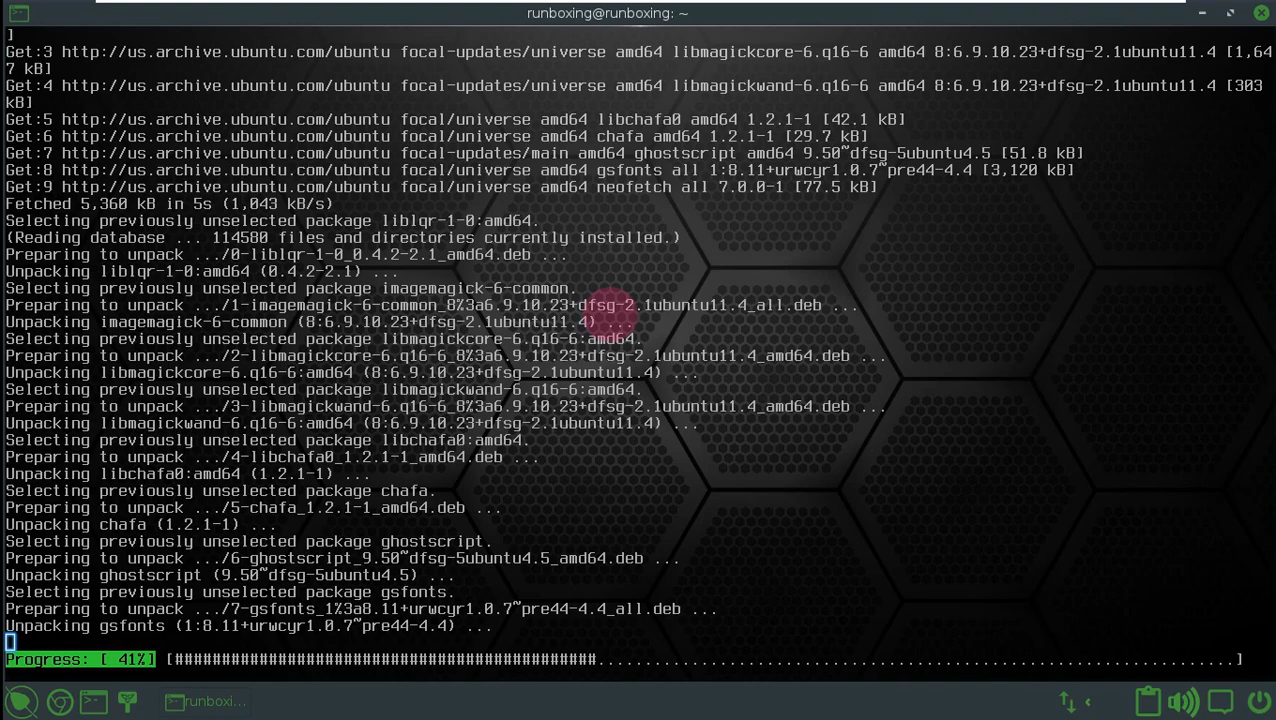 runboxing@runboxing: ~
]
Get:3 http://us.archive.ubuntu.com/ubuntu focal-updates/universe amd64 libmagickcore-6.q16-6 amd64 8:6.9.10.23+dfsg-2.1ubuntu11.4 [1,64
7 kB]
Get:4 http://us.archive.ubuntu.com/ubuntu focal-updates/universe amd64 libmagickwand-6.q16-6 amd64 8:6.9.10.23+dfsg-2.1ubuntu11.4 [303
kB]
Get:5 http://us.archive.ubuntu.com/ubuntu focal/universe amd64 libchafa0 amd64 1.2.1-1 [42.1 kB]
Get:6 http://us.archive.ubuntu.com/ubuntu focal/universe amd64 chafa amd64 1.2.1-1 [29.7 kB]
Get:7 http://us.archive.ubuntu.com/ubuntu focal-updates/main amd64 ghostscript amd64 9.50~dfsg-5ubuntu4.5 [51.8 kB]
Get:8 http://us.archive.ubuntu.com/ubuntu focal/universe amd64 gsfonts all 1:8.11+urwcyr1.0.7~pre44-4.4 [3,120 kB]
Get:9 http://us.archive.ubuntu.com/ubuntu focal/universe amd64 neofetch all 7.0.0-1 [77.5 kB]
Fetched 5,360 kB in 5s (1,043 kB/s)
Selecting previously unselected package liblqr-1-0:amd64.
(Reading database ... 114580 files and directories currently installed.)
Preparing to unpack .../0-liblqr-1-0_0.4.2-2.1_amd64.deb ...
Unpacking liblqr-1-0:amd64 (0.4.2-2.1) ...
Selecting previously unselected package imagemagick-6-common.
Preparing to unpack .../1-imagemagick-6-common_8%3a6.9.10.23+dfsg-2.1ubuntu11.4_all.deb ...
Unpacking imagemagick-6-common (8:6.9.10.23+dfsg-2.1ubuntu11.4) ...
Selecting previously unselected package libmagickcore-6.q16-6:amd64.
Preparing to unpack .../2-libmagickcore-6.q16-6_8%3a6.9.10.23+dfsg-2.1ubuntu11.4_amd64.deb ...
Unpacking libmagickcore-6.q16-6:amd64 (8:6.9.10.23+dfsg-2.1ubuntu11.4) ...
Selecting previously unselected package libmagickwand-6.q16-6:amd64.
Preparing to unpack .../3-libmagickwand-6.q16-6_8%3a6.9.10.23+dfsg-2.1ubuntu11.4_amd64.deb ...
Unpacking libmagickwand-6.q16-6:amd64 (8:6.9.10.23+dfsg-2.1ubuntu11.4) ...
Selecting previously unselected package libchafa0:amd64.
Preparing to unpack .../4-libchafa0_1.2.1-1_amd64.deb ...
Unpacking libchafa0:amd64 (1.2.1-1) ...
Selecting previously unselected package chafa.
Preparing to unpack .../5-chafa_1.2.1-1_amd64.deb ...
Unpacking chafa (1.2.1-1) ...
Selecting previously unselected package ghostscript.
Preparing to unpack .../6-ghostscript_9.50~dfsg-5ubuntu4.5_amd64.deb ...
Unpacking ghostscript (9.50~dfsg-5ubuntu4.5) ...
Selecting previously unselected package gsfonts.
Preparing to unpack .../7-gsfonts_1%3a8.11+urwcyr1.0.7~pre44-4.4_all.deb ...
Unpacking gsfonts (1:8.11+urwcyr1.0.7~pre44-4.4) ...
Progress: [ 41%] [##############################################....................................................................]
runboxi...